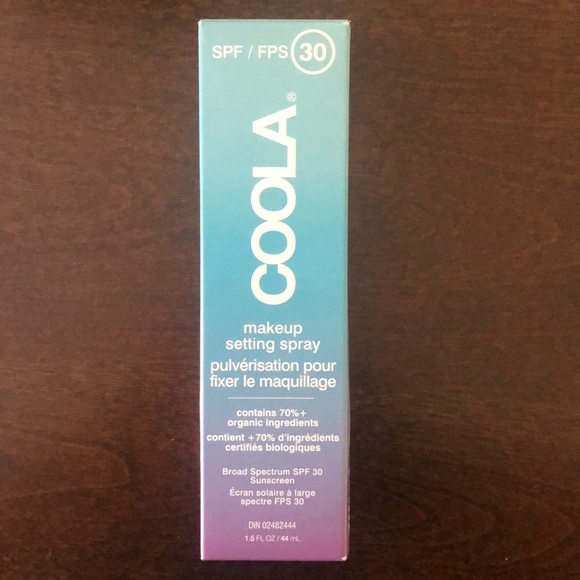 SPF / FPS 30
COOLA®
makeup
setting spray
pulvérisation pour
fixer le maquillage
contains 70%+
organic ingredients
contient +70% d'ingrédients
certifiés biologiques
Broad Spectrum SPF 30
Sunscreen
Écran solaire à large
spectre FPS 30
DIN 02482444
1.5 FL OZ / 44 mL